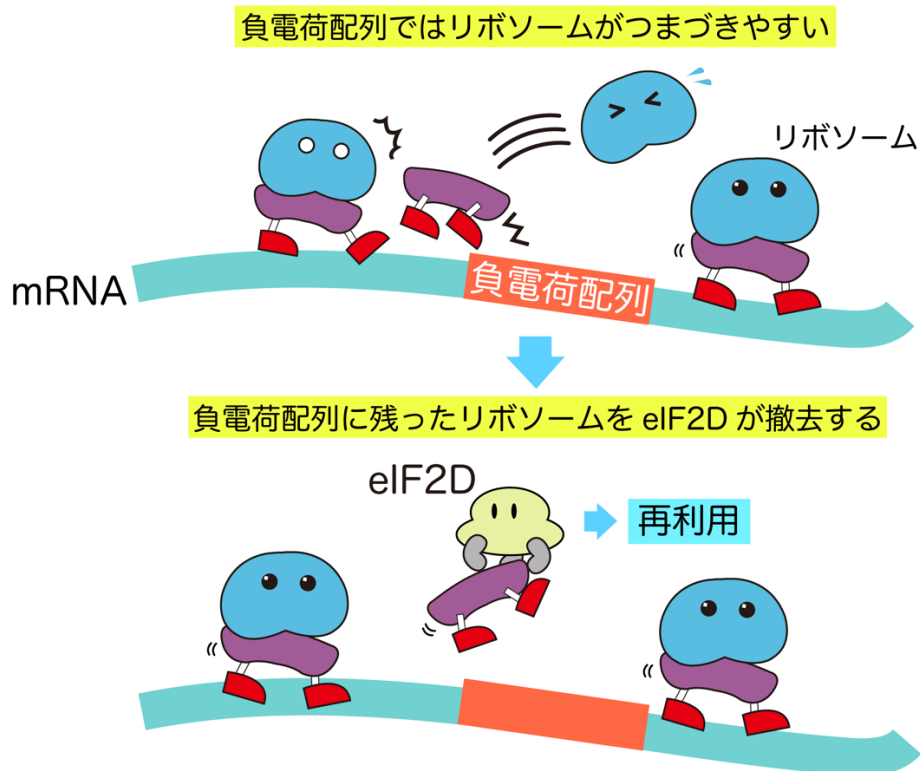 負電荷配列ではリボソームがつまづきやすい
リボソーム
mRNA
負電荷配列
負電荷配列に残ったリボソームを eIF2D が撤去する
eIF2D
再利用